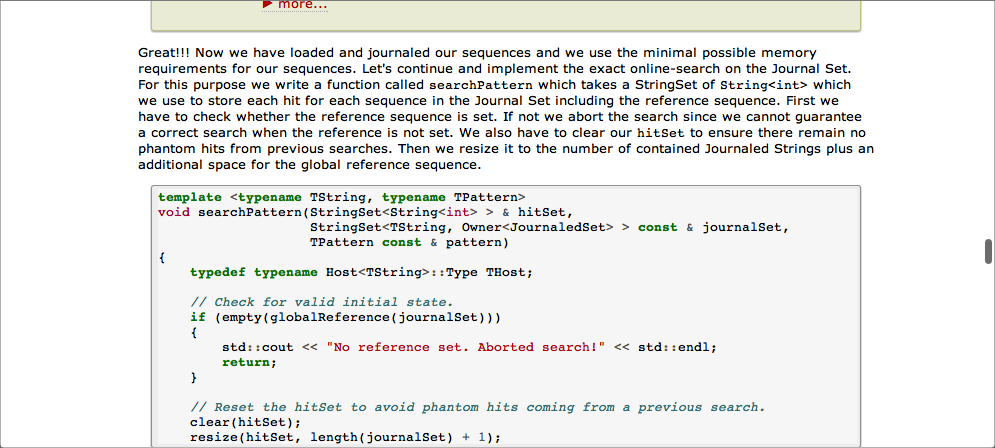 ▶ more...
Great!!! Now we have loaded and journaled our sequences and we use the minimal possible memory
requirements for our sequences. Let's continue and implement the exact online-search on the Journal Set.
For this purpose we write a function called searchPattern which takes a StringSet of String<int> which
we use to store each hit for each sequence in the Journal Set including the reference sequence. First we
have to check whether the reference sequence is set. If not we abort the search since we cannot guarantee
a correct search when the reference is not set. We also have to clear our hitSet to ensure there remain no
phantom hits from previous searches. Then we resize it to the number of contained Journaled Strings plus an
additional space for the global reference sequence.
template <typename TString, typename TPattern>
void searchPattern(StringSet<String<int> > & hitSet,
                   StringSet<TString, Owner<JournaledSet> > const & journalSet,
                   TPattern const & pattern)
{
    typedef typename Host<TString>::Type THost;
    // Check for valid initial state.
    if (empty(globalReference(journalSet)))
    {
        std::cout << "No reference set. Aborted search!" << std::endl;
        return;
    }
    // Reset the hitSet to avoid phantom hits coming from a previous search.
    clear(hitSet);
    resize(hitSet, length(journalSet) + 1);